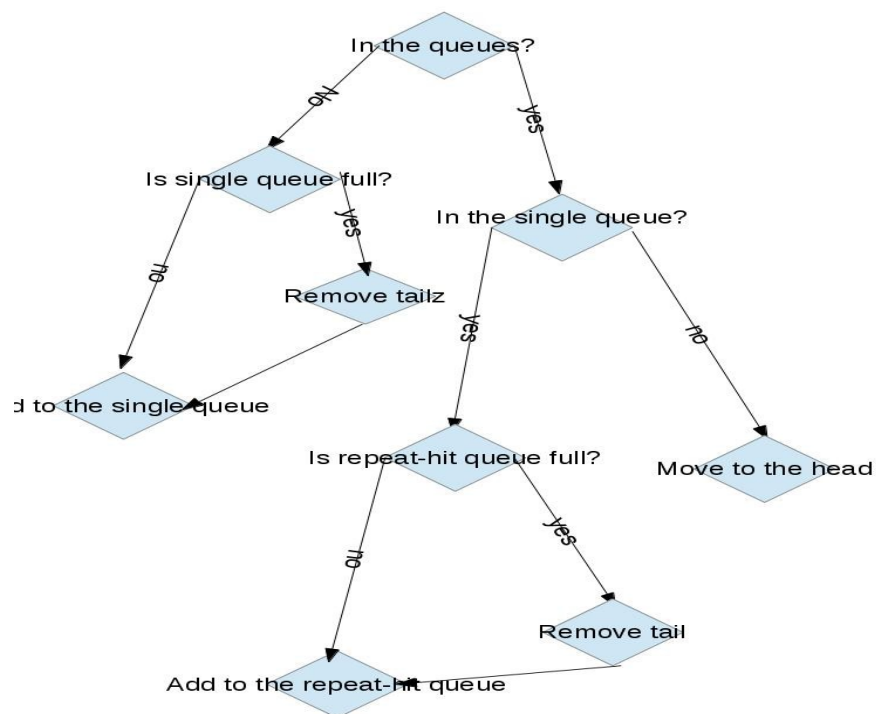 In the queues?
No
yes
Is single queue full?
In the single queue?
yes
no
Remove tailz
yes
no
d to the single queue
Is repeat-hit queue full?
Move to the head
no
yes
Remove tail
Add to the repeat-hit queue